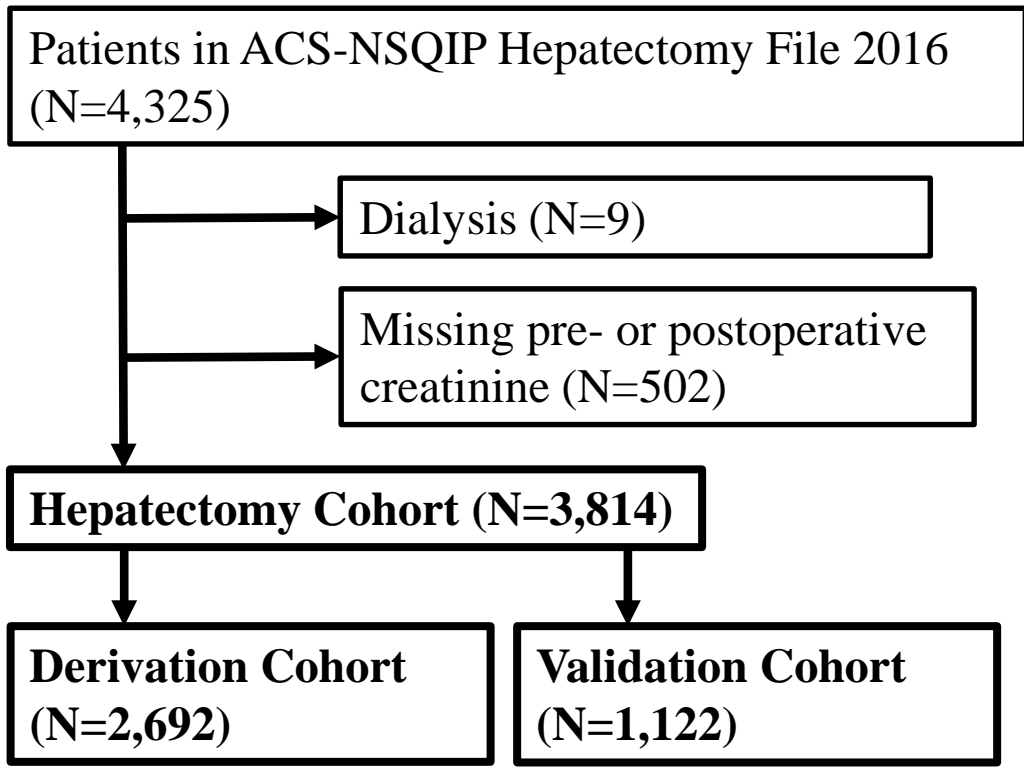 Patients in ACS-NSQIP Hepatectomy File 2016
(N=4,325)
Dialysis (N=9)
Missing pre- or postoperative
creatinine (N=502)
Hepatectomy Cohort (N=3,814)
Derivation Cohort
(N=2,692)
Validation Cohort
(N=1,122)